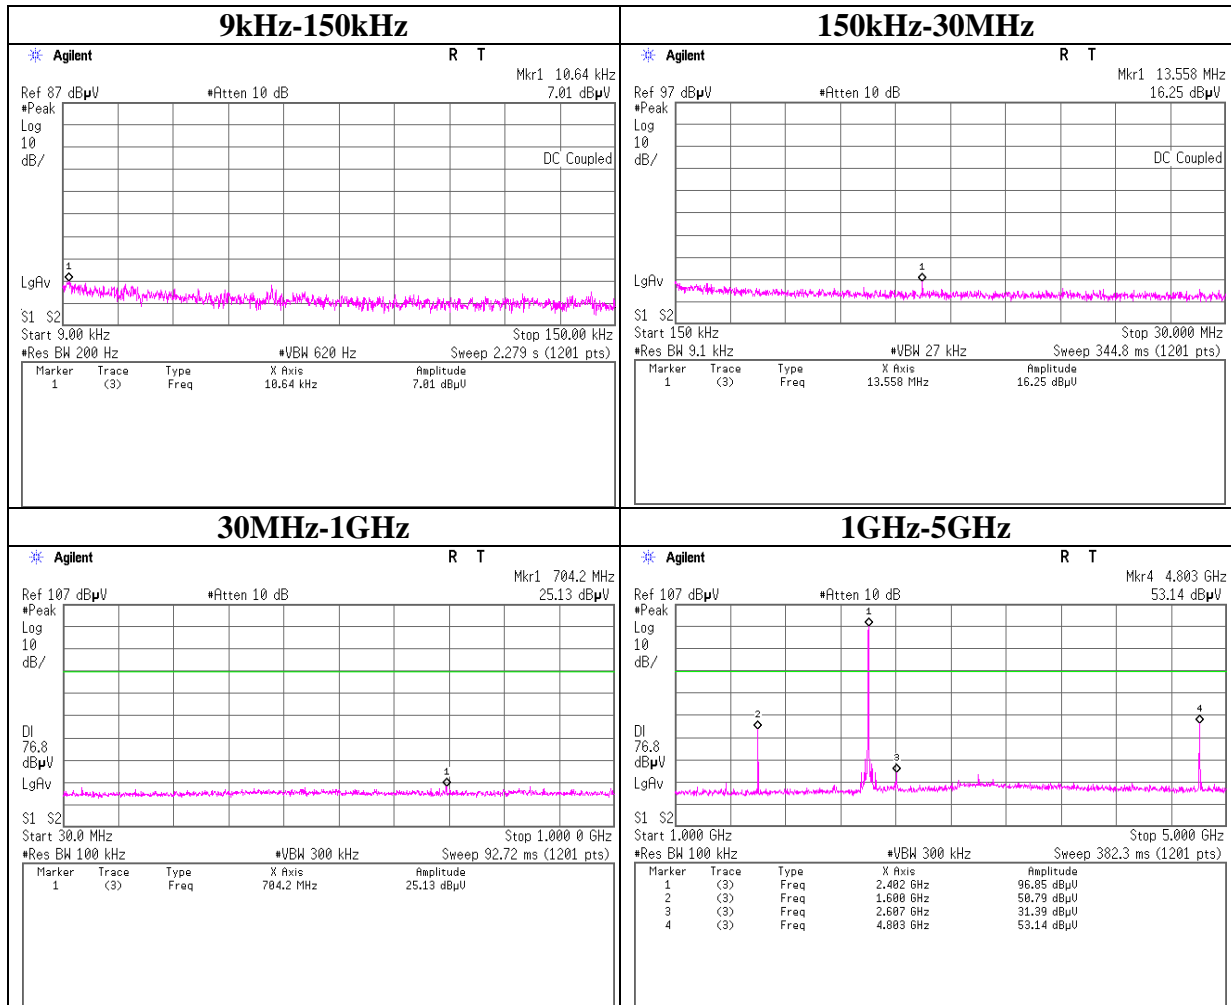 9kHz-150kHz
Agilent R T
Mkr1 10.64 kHz
Ref 87 dBµV #Atten 10 dB 7.01 dBµV
#Peak
Log
10
dB/
DC Coupled
1
LgAv
S1 S2
Start 9.00 kHz Stop 150.00 kHz
#Res BW 200 Hz #VBW 620 Hz Sweep 2.279 s (1201 pts)
Marker Trace Type X Axis Amplitude
1 (3) Freq 10.64 kHz 7.01 dBµV
150kHz-30MHz
Agilent R T
Mkr1 13.558 MHz
Ref 97 dBµV #Atten 10 dB 16.25 dBµV
#Peak
Log
10
dB/
DC Coupled
1
LgAv
S1 S2
Start 150 kHz Stop 30.000 MHz
#Res BW 9.1 kHz #VBW 27 kHz Sweep 344.8 ms (1201 pts)
Marker Trace Type X Axis Amplitude
1 (3) Freq 13.558 MHz 16.25 dBµV
30MHz-1GHz
Agilent R T
Mkr1 704.2 MHz
Ref 107 dBµV #Atten 10 dB 25.13 dBµV
#Peak
Log
10
dB/
DI
76.8
dBµV
1
LgAv
S1 S2
Start 30.0 MHz Stop 1.000 0 GHz
#Res BW 100 kHz #VBW 300 kHz Sweep 92.72 ms (1201 pts)
Marker Trace Type X Axis Amplitude
1 (3) Freq 704.2 MHz 25.13 dBµV
1GHz-5GHz
Agilent R T
Mkr4 4.803 GHz
Ref 107 dBµV #Atten 10 dB 53.14 dBµV
#Peak
1
Log
10
dB/
2
4
DI
76.8
dBµV
3
LgAv
S1 S2
Start 1.000 GHz Stop 5.000 GHz
#Res BW 100 kHz #VBW 300 kHz Sweep 382.3 ms (1201 pts)
Marker Trace Type X Axis Amplitude
1 (3) Freq 2.402 GHz 96.85 dBµV
2 (3) Freq 1.600 GHz 50.79 dBµV
3 (3) Freq 2.607 GHz 31.39 dBµV
4 (3) Freq 4.803 GHz 53.14 dBµV